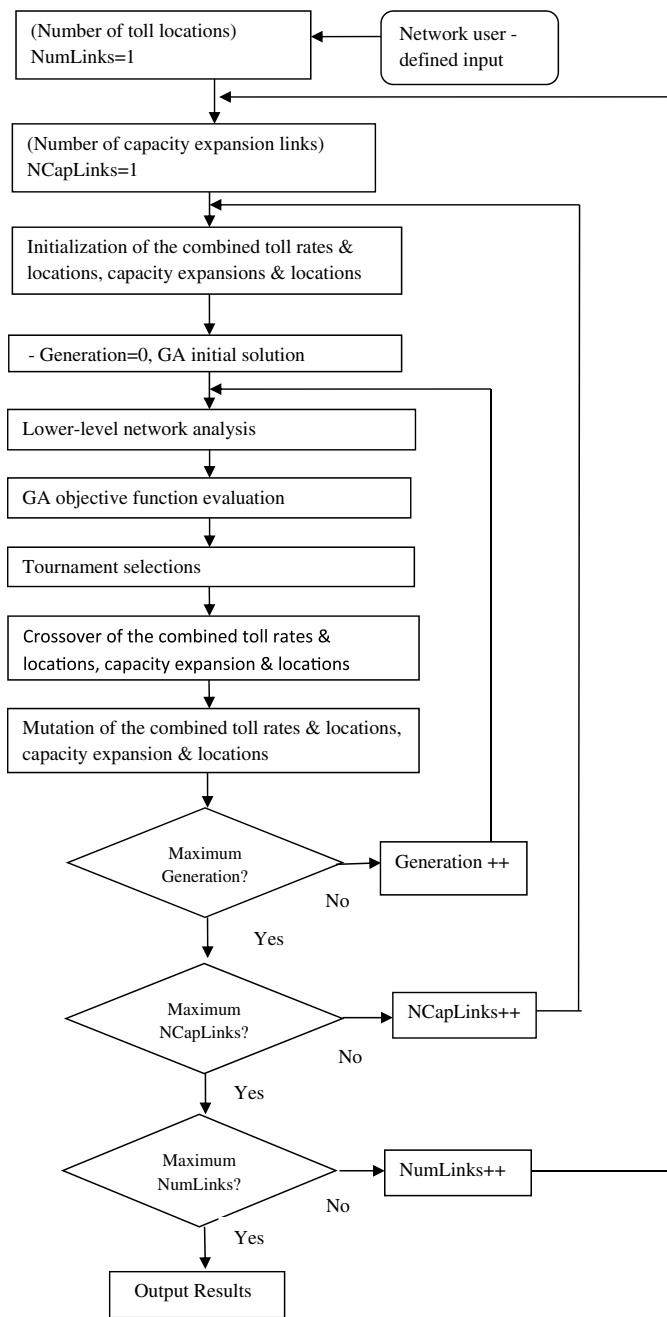 (Number of toll locations)
NumLinks=1
Network user -
defined input
(Number of capacity expansion links)
NCapLinks=1
Initialization of the combined toll rates &
locations, capacity expansions & locations
- Generation=0, GA initial solution
Lower-level network analysis
GA objective function evaluation
Tournament selections
Crossover of the combined toll rates &
locations, capacity expansion & locations
Mutation of the combined toll rates & locations,
capacity expansion & locations
Maximum
Generation?
No
Generation ++
Yes
Maximum
NCapLinks?
No
NCapLinks++
Yes
Maximum
NumLinks?
No
NumLinks++
Yes
Output Results